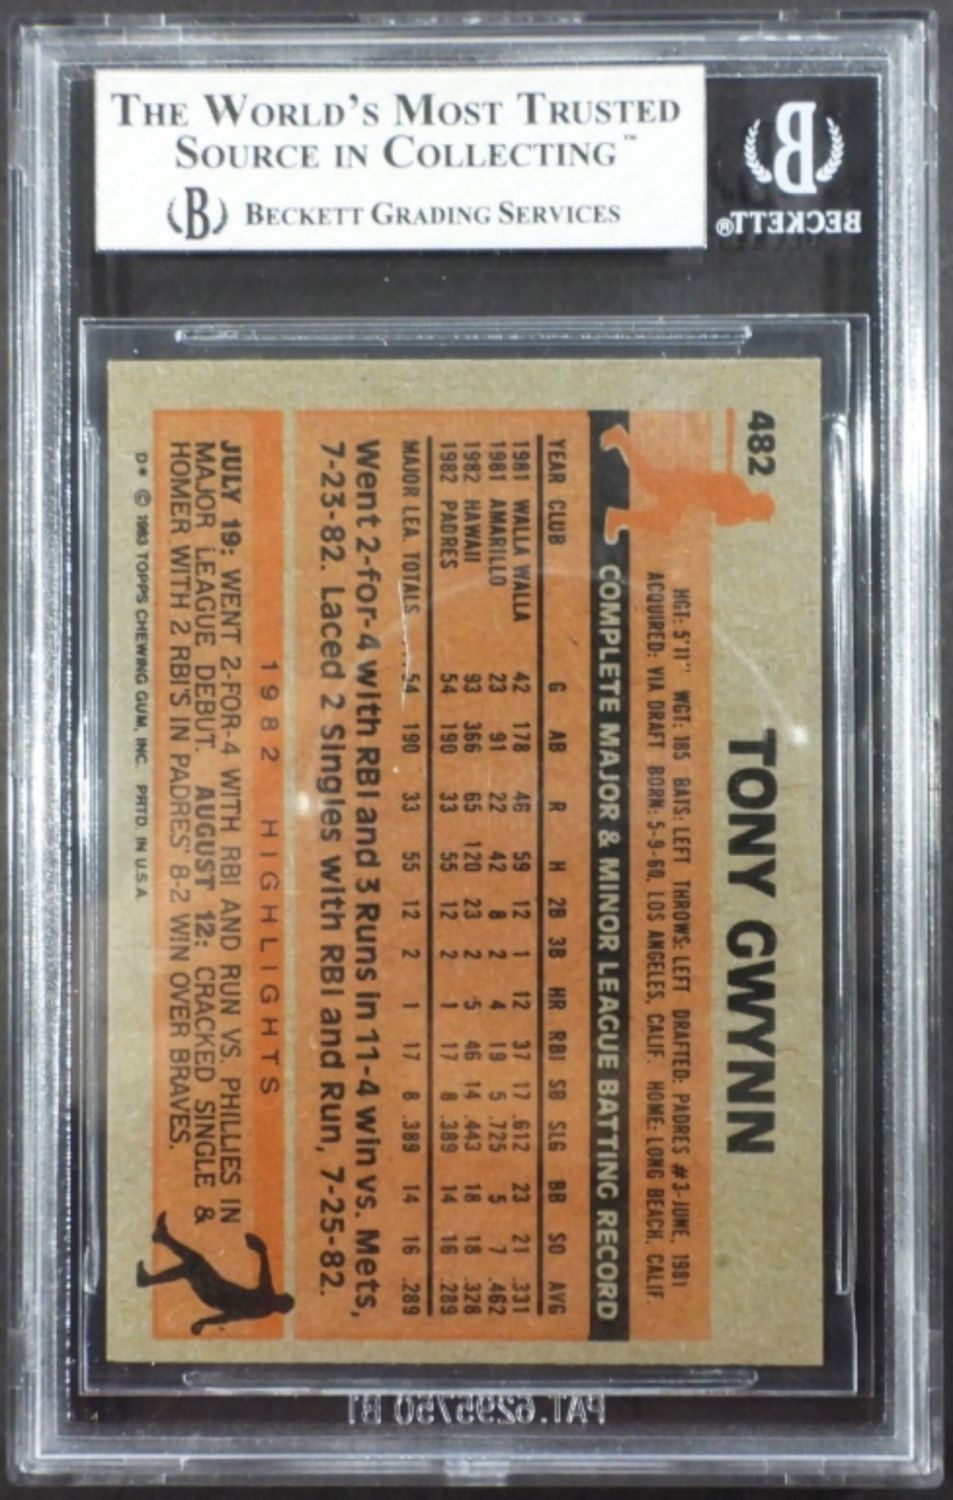 THE WORLD'S MOST TRUSTED
SOURCE IN COLLECTING™
B BECKETT GRADING SERVICES
B
BECKETT®
482
TONY GWYNN
HGT: 5'11" WGT: 185 BATS: LEFT THROWS: LEFT DRAFTED: PADRES #3-JUNE, 1981
ACQUIRED: VIA DRAFT BORN: 5-9-60, LOS ANGELES, CALIF. HOME: LONG BEACH, CALIF.
COMPLETE MAJOR & MINOR LEAGUE BATTING RECORD
YEAR CLUB G AB R H 2B 3B HR RBI SB SLG BB SO AVG
1981 WALLA WALLA 42 178 46 59 12 1 12 37 17 .612 23 21 .331
1981 AMARILLO 23 91 22 42 8 2 4 19 5 .725 5 7 .462
1982 HAWAII 93 366 65 120 23 2 5 46 14 .443 18 18 .328
1982 PADRES 54 190 33 55 12 2 1 17 8 .389 14 16 .289
MAJOR LEA. TOTALS 54 190 33 55 12 2 1 17 8 .389 14 16 .289
Went 2-for-4 with RBI and 3 Runs in 11-4 win vs. Mets,
7-23-82. Laced 2 Singles with RBI and Run, 7-25-82.
1982 HIGHLIGHTS
JULY 19: WENT 2-FOR-4 WITH RBI AND RUN VS. PHILLIES IN
MAJOR LEAGUE DEBUT. AUGUST 12: CRACKED SINGLE &
HOMER WITH 2 RBI'S IN PADRES' 8-2 WIN OVER BRAVES.
D* © 1983 TOPPS CHEWING GUM, INC. PRTD. IN U.S.A.
PAT. 6295750 B1